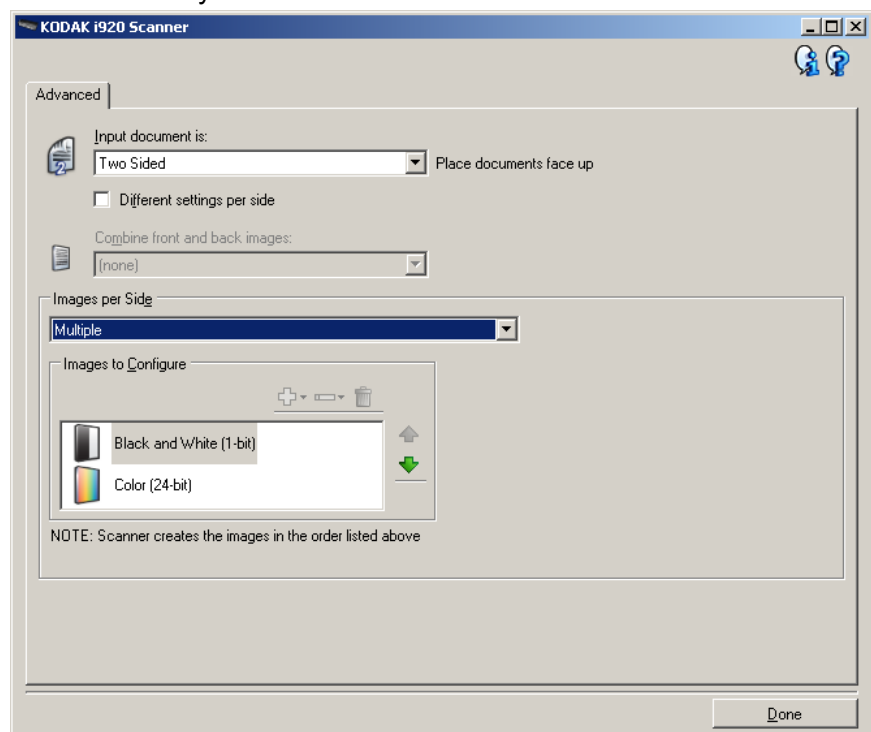 KODAK i920 Scanner
Advanced
Input document is:
Two Sided
Place documents face up
Different settings per side
Combine front and back images:
(none)
Images per Side
Multiple
Images to Configure
Black and White (1-bit)
Color (24-bit)
NOTE: Scanner creates the images in the order listed above
Done